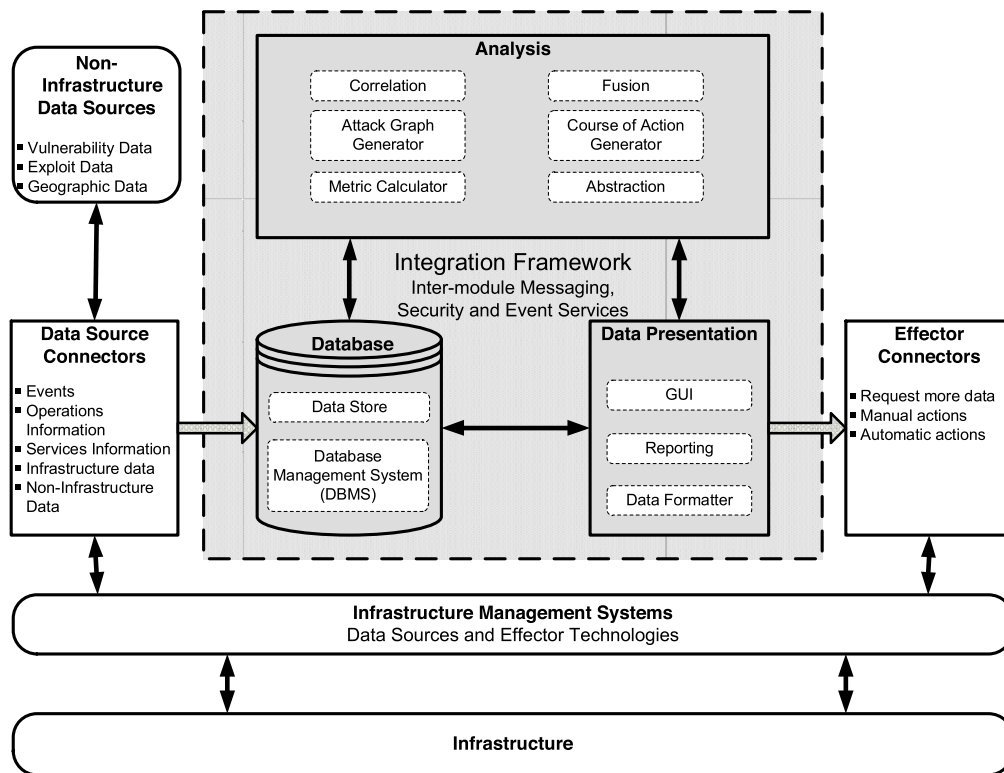 Non-
Infrastructure
Data Sources
Vulnerability Data
Exploit Data
Geographic Data
Analysis
Correlation
Fusion
Attack Graph
Generator
Course of Action
Generator
Metric Calculator
Abstraction
Integration Framework
Inter-module Messaging,
Security and Event Services
Data Source
Connectors
Events
Operations
Information
Services Information
Infrastructure data
Non-Infrastructure
Data
Database
Data Store
Database
Management System
(DBMS)
Data Presentation
GUI
Reporting
Data Formatter
Effector
Connectors
Request more data
Manual actions
Automatic actions
Infrastructure Management Systems
Data Sources and Effector Technologies
Infrastructure